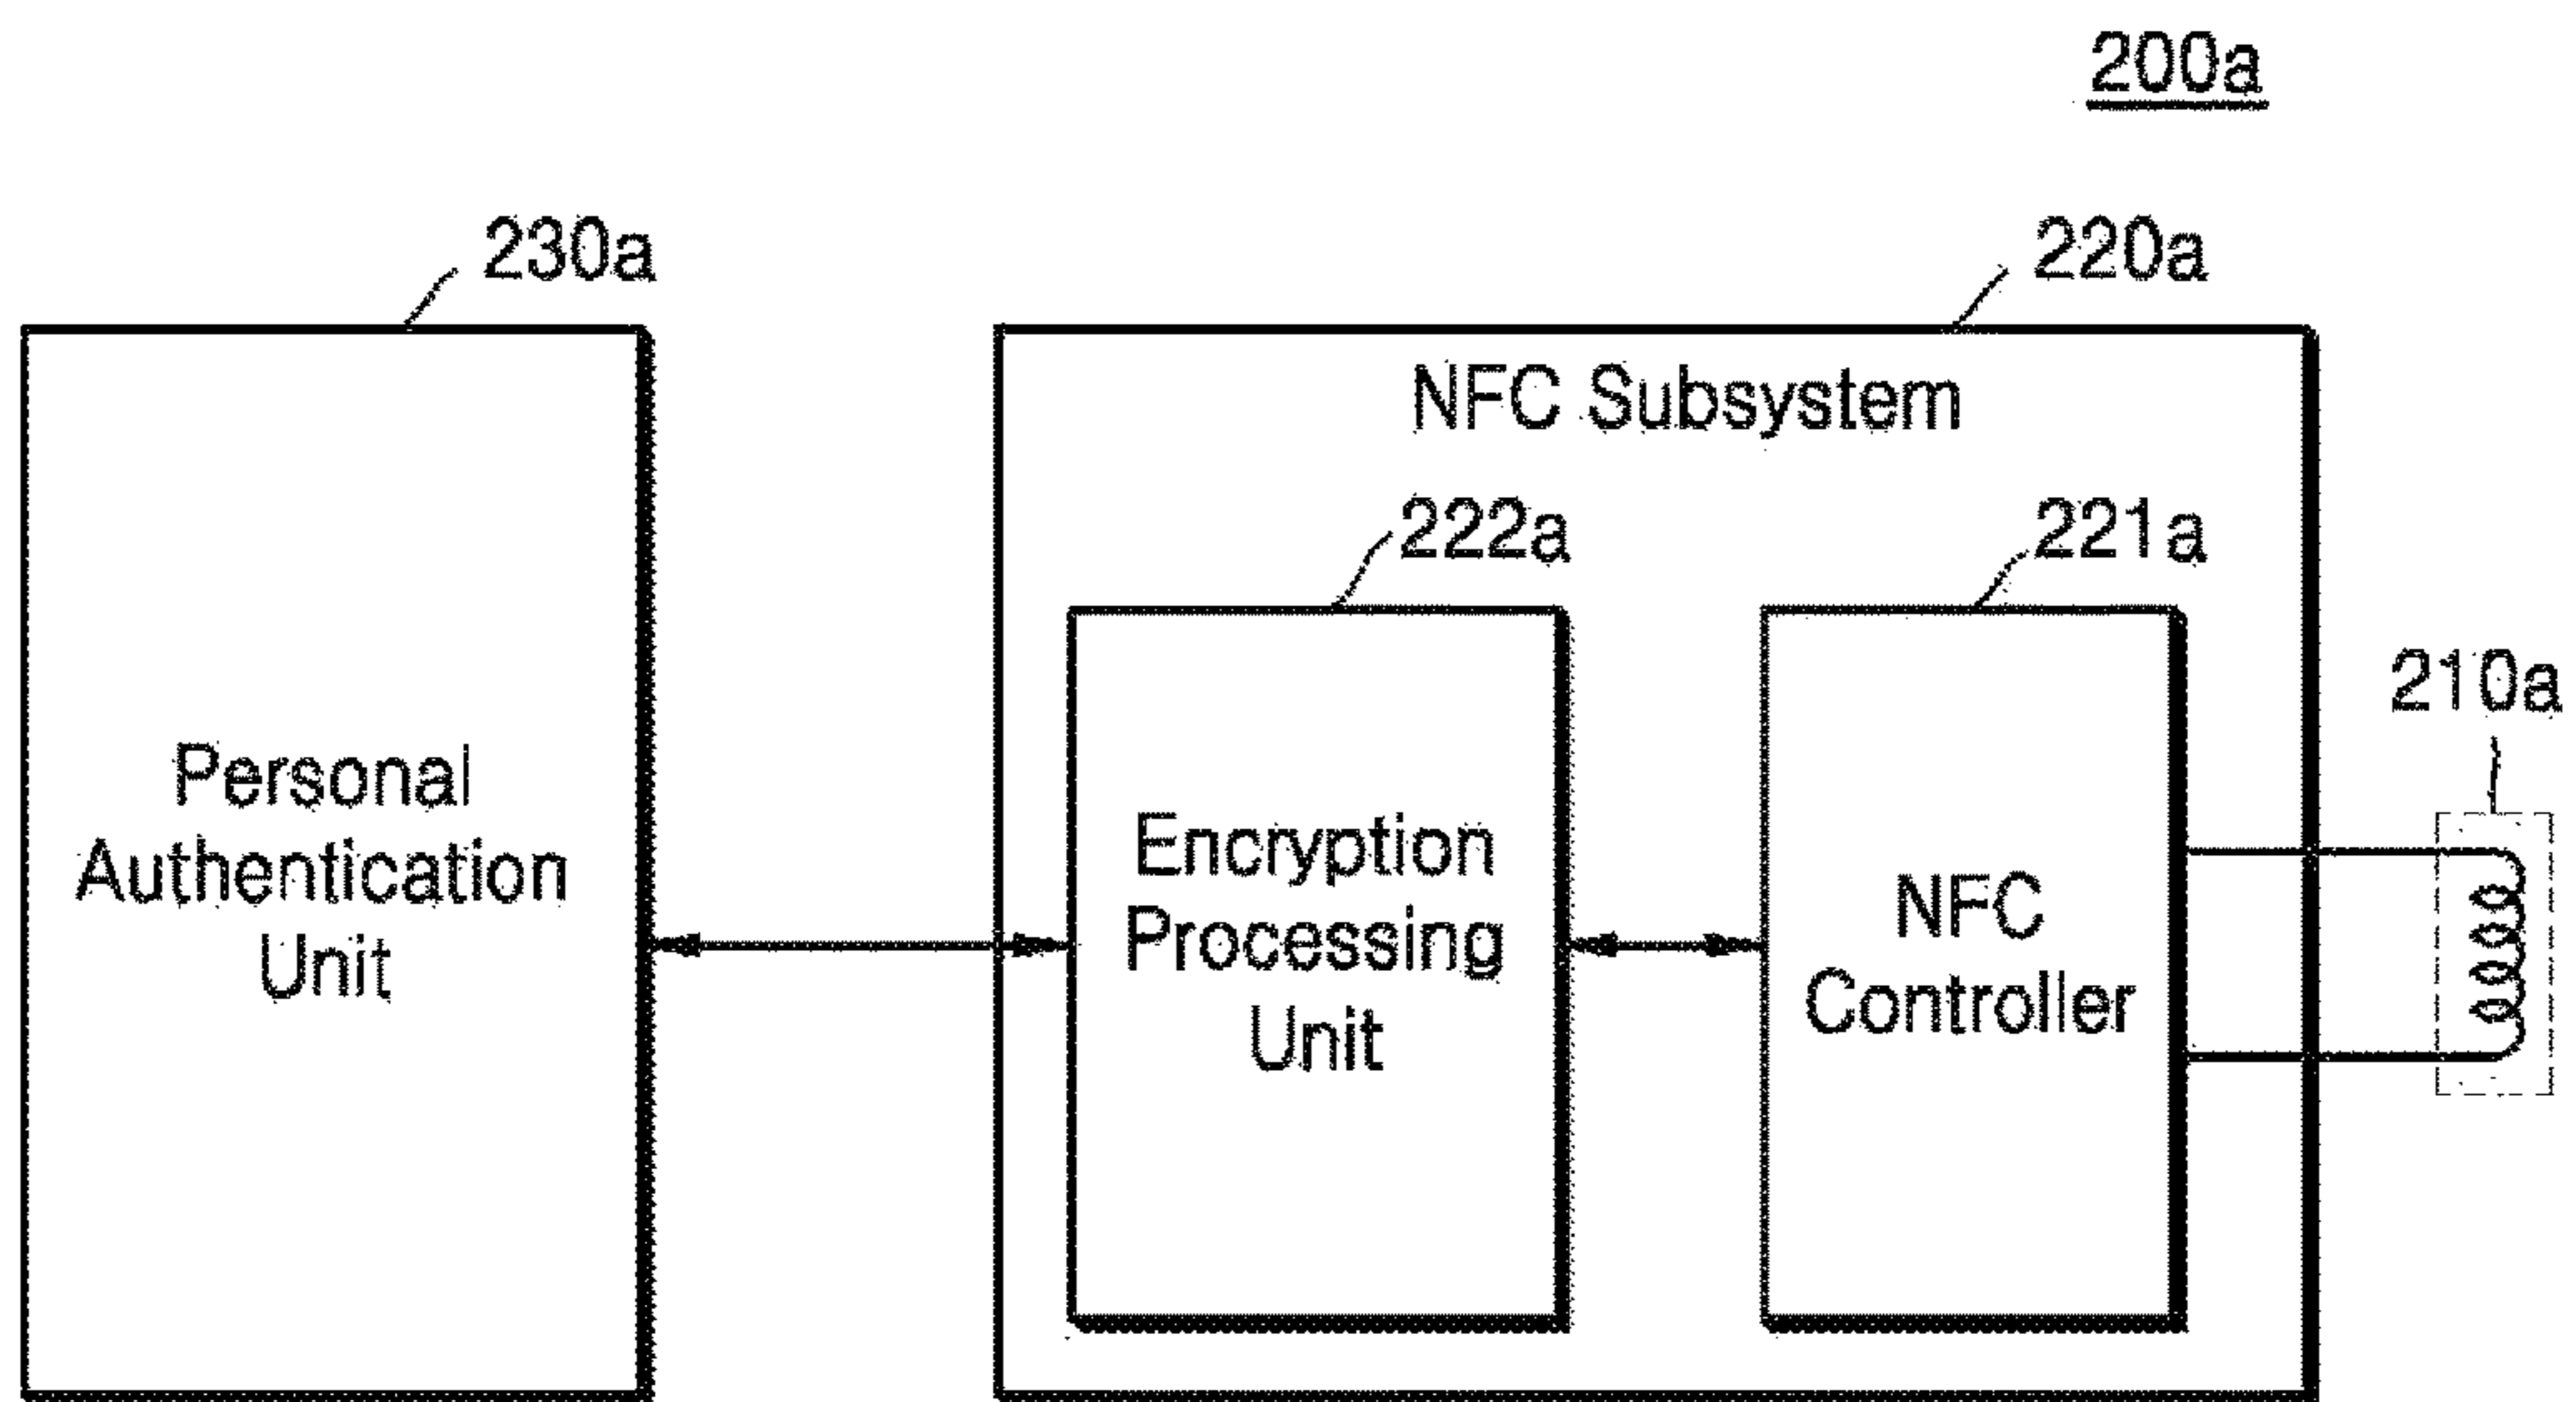 200a
230a
220a
NFC Subsystem
222a
221a
210a
Personal
Authentication
Unit
Encryption
Processing
Unit
NFC
Controller